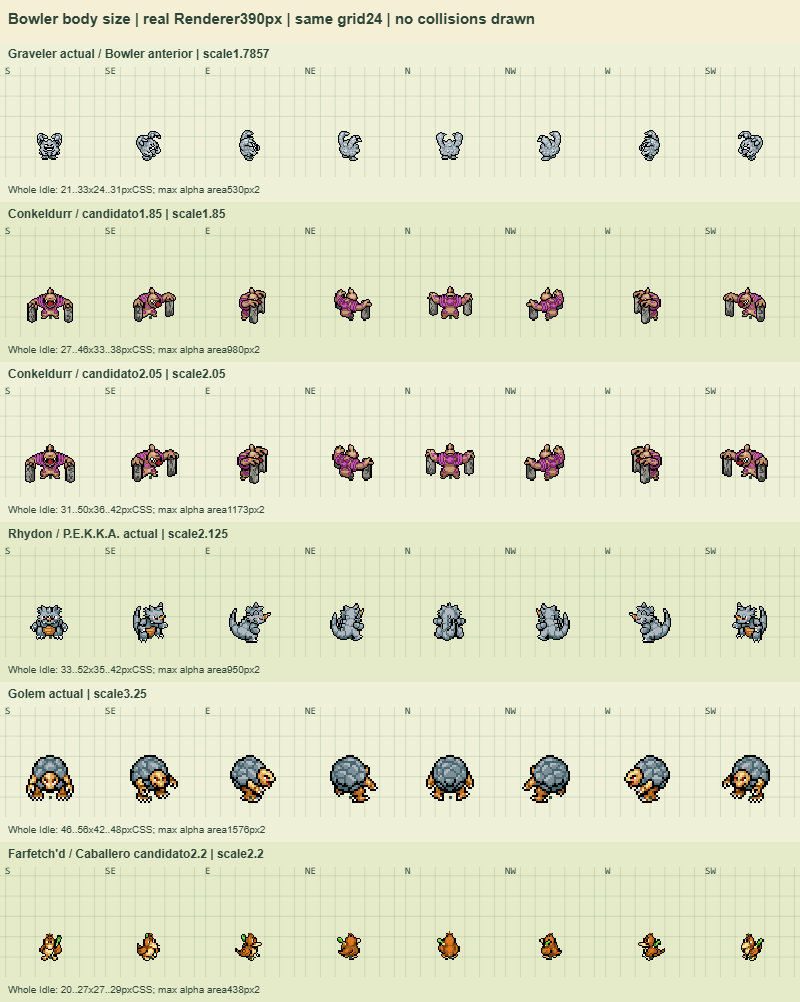 Bowler body size | real Renderer390px | same grid24 | no collisions drawn
Graveler actual / Bowler anterior | scale1.7857
S SE E NE N NW W SW
Whole Idle: 21..33x24..31pxCSS; max alpha area530px2
Conkeldurr / candidato1.85 | scale1.85
S SE E NE N NW W SW
Whole Idle: 27..46x33..38pxCSS; max alpha area980px2
Conkeldurr / candidato2.05 | scale2.05
S SE E NE N NW W SW
Whole Idle: 31..50x36..42pxCSS; max alpha area1173px2
Rhydon / P.E.K.K.A. actual | scale2.125
S SE E NE N NW W SW
Whole Idle: 33..52x35..42pxCSS; max alpha area950px2
Golem actual | scale3.25
S SE E NE N NW W SW
Whole Idle: 46..56x42..48pxCSS; max alpha area1576px2
Farfetch'd / Caballero candidato2.2 | scale2.2
S SE E NE N NW W SW
Whole Idle: 20..27x27..29pxCSS; max alpha area438px2